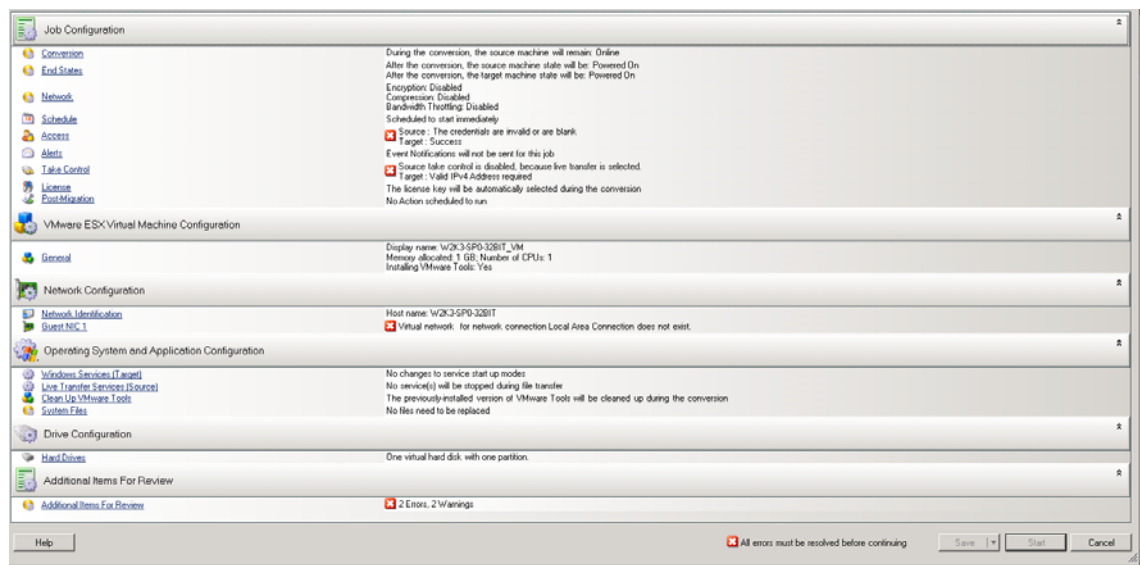 Job Configuration
Conversion During the conversion, the source machine will remain: Online
End States After the conversion, the source machine state will be: Powered On
After the conversion, the target machine state will be: Powered On
Network Encryption: Disabled
Compression: Disabled
Bandwidth Throttling: Disabled
Schedule Scheduled to start immediately
Access Source : The credentials are invalid or are blank
Target : Success
Alerts Event Notifications will not be sent for this job
Take Control Source take control is disabled, because live transfer is selected.
Target : Valid IPv4 Address required
License The license key will be automatically selected during the conversion
Post-Migration No Action scheduled to run
VMware ESX Virtual Machine Configuration
General Display name: W2K3-SP0-32BIT_VM
Memory allocated: 1 GB; Number of CPUs: 1
Installing VMware Tools: Yes
Network Configuration
Network Identification Host name: W2K3-SP0-32BIT
Guest NIC 1 Virtual network for network connection Local Area Connection does not exist.
Operating System and Application Configuration
Windows Services [Target] No changes to service start up modes
Live Transfer Services [Source] No service(s) will be stopped during file transfer
Clean Up VMware Tools The previously-installed version of VMware Tools will be cleaned up during the conversion
System Files No files need to be replaced
Drive Configuration
Hard Drives One virtual hard disk with one partition.
Additional Items For Review
Additional Items For Review 2 Errors, 2 Warnings
Help All errors must be resolved before continuing Save Start Cancel